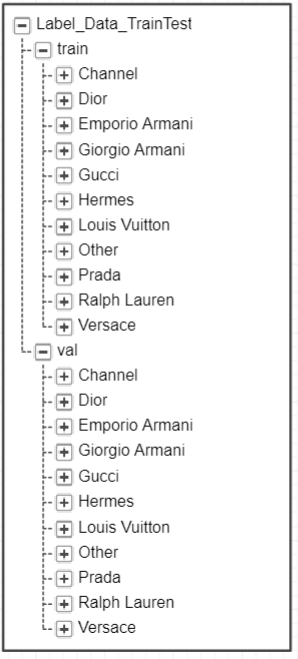 Label_Data_TrainTest
train
Channel
Dior
Emporio Armani
Giorgio Armani
Gucci
Hermes
Louis Vuitton
Other
Prada
Ralph Lauren
Versace
val
Channel
Dior
Emporio Armani
Giorgio Armani
Gucci
Hermes
Louis Vuitton
Other
Prada
Ralph Lauren
Versace